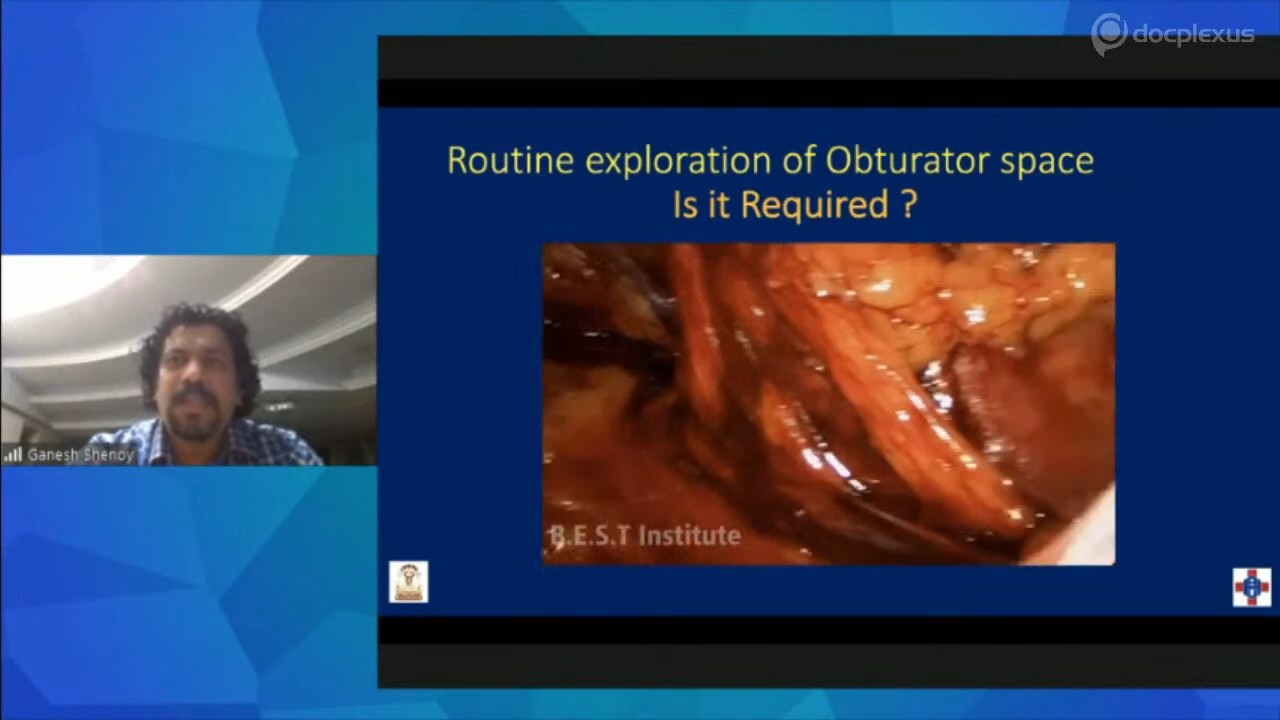 docplexus
Routine exploration of Obturator space
Is it Required ?
B.E.S.T Institute
Ganesh Shenoy